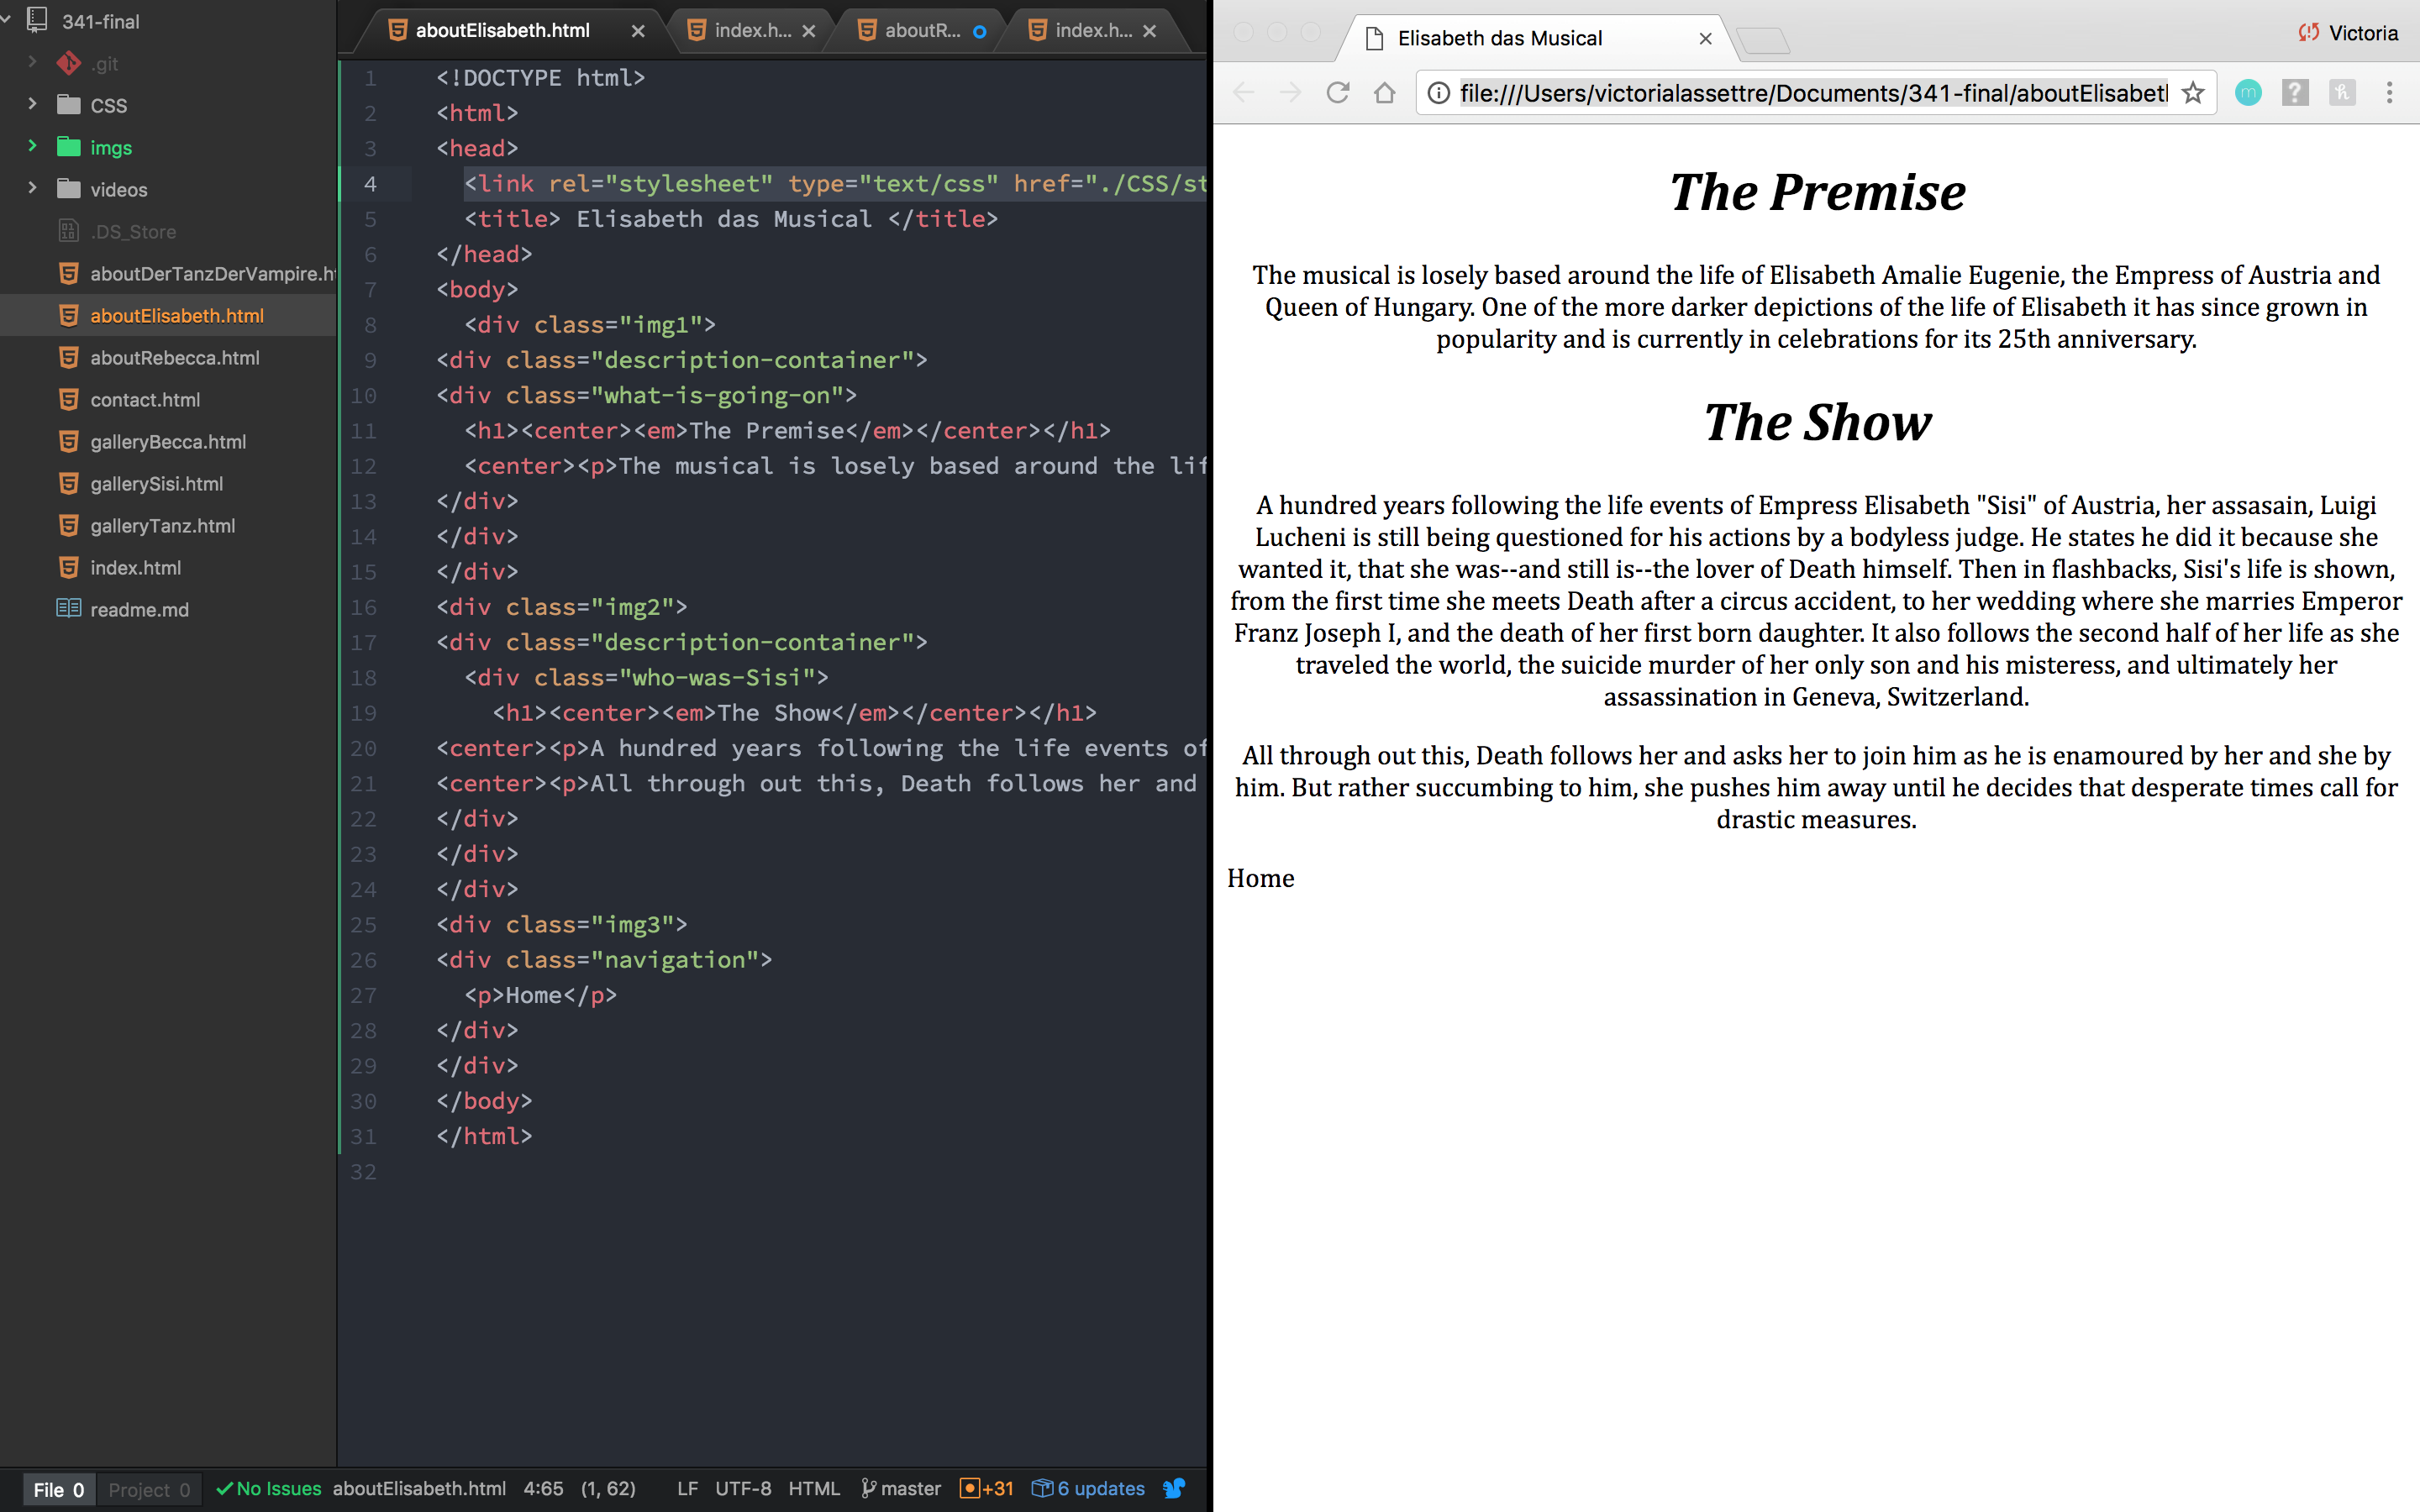 341-final
.git
CSS
imgs
videos
.DS_Store
aboutDerTanzDerVampire.ht
aboutElisabeth.html
aboutRebecca.html
contact.html
galleryBecca.html
gallerySisi.html
galleryTanz.html
index.html
readme.md
aboutElisabeth.html
index.h...
aboutR...
index.h...
1 <!DOCTYPE html>
2 <html>
3 <head>
4 <link rel="stylesheet" type="text/css" href="./CSS/st
5 <title> Elisabeth das Musical </title>
6 </head>
7 <body>
8 <div class="img1">
9 <div class="description-container">
10 <div class="what-is-going-on">
11 <h1><center><em>The Premise</em></center></h1>
12 <center><p>The musical is losely based around the lif
13 </div>
14 </div>
15 </div>
16 <div class="img2">
17 <div class="description-container">
18 <div class="who-was-Sisi">
19 <h1><center><em>The Show</em></center></h1>
20 <center><p>A hundred years following the life events of
21 <center><p>All through out this, Death follows her and
22 </div>
23 </div>
24 </div>
25 <div class="img3">
26 <div class="navigation">
27 <p>Home</p>
28 </div>
29 </div>
30 </body>
31 </html>
32
File 0
Project 0
No Issues
aboutElisabeth.html
4:65
(1, 62)
LF
UTF-8
HTML
master
+31
6 updates
Elisabeth das Musical
Victoria
file:///Users/victorialassettre/Documents/341-final/aboutElisabetl
m
?
h
The Premise
The musical is losely based around the life of Elisabeth Amalie Eugenie, the Empress of Austria and
Queen of Hungary. One of the more darker depictions of the life of Elisabeth it has since grown in
popularity and is currently in celebrations for its 25th anniversary.
The Show
A hundred years following the life events of Empress Elisabeth "Sisi" of Austria, her assasain, Luigi
Lucheni is still being questioned for his actions by a bodyless judge. He states he did it because she
wanted it, that she was--and still is--the lover of Death himself. Then in flashbacks, Sisi's life is shown,
from the first time she meets Death after a circus accident, to her wedding where she marries Emperor
Franz Joseph I, and the death of her first born daughter. It also follows the second half of her life as she
traveled the world, the suicide murder of her only son and his misteress, and ultimately her
assassination in Geneva, Switzerland.
All through out this, Death follows her and asks her to join him as he is enamoured by her and she by
him. But rather succumbing to him, she pushes him away until he decides that desperate times call for
drastic measures.
Home